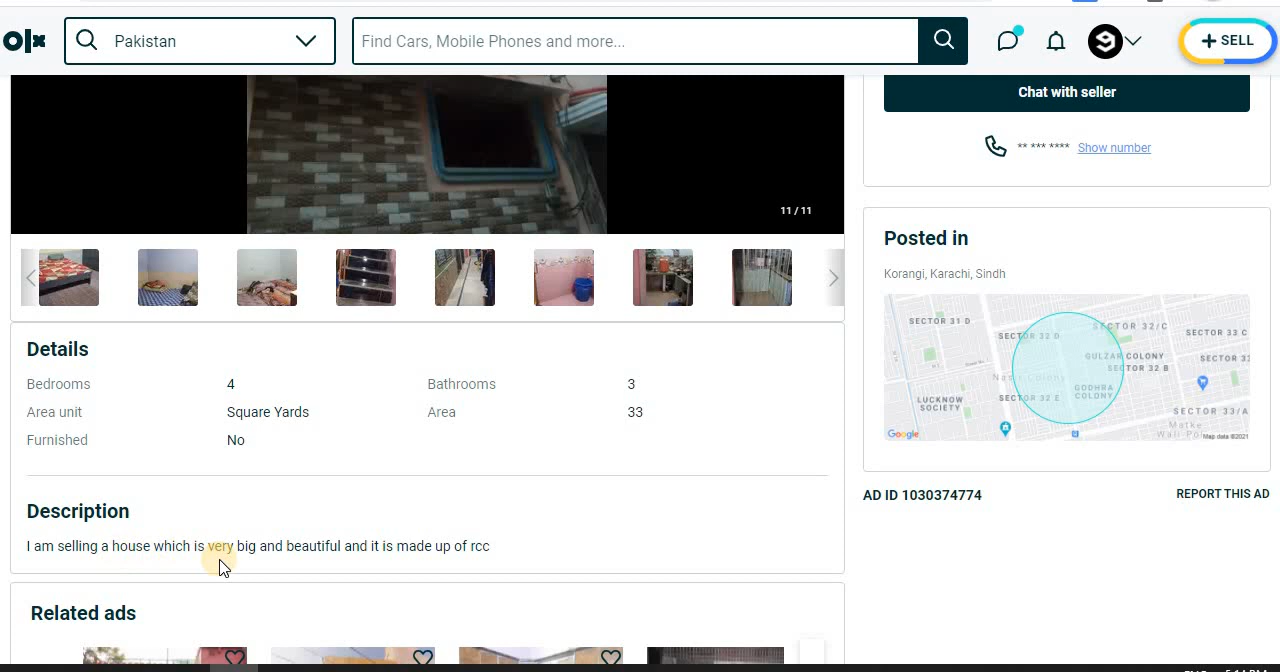 olx
Pakistan
Find Cars, Mobile Phones and more...
+ SELL
11 / 11
Chat with seller
** *** **** Show number
Posted in
Korangi, Karachi, Sindh
SECTOR 31 D
SECTOR 32 D
SECTOR 32/C
SECTOR 33 C
GULZAR COLONY
SECTOR 32 B
Nasir Colony
GODHRA COLONY
SECTOR 32 E
LUCKNOW SOCIETY
SECTOR 33/A
Google
Map data ©2021
Details
Bedrooms 4 Bathrooms 3
Area unit Square Yards Area 33
Furnished No
AD ID 1030374774 REPORT THIS AD
Description
I am selling a house which is very big and beautiful and it is made up of rcc
Related ads